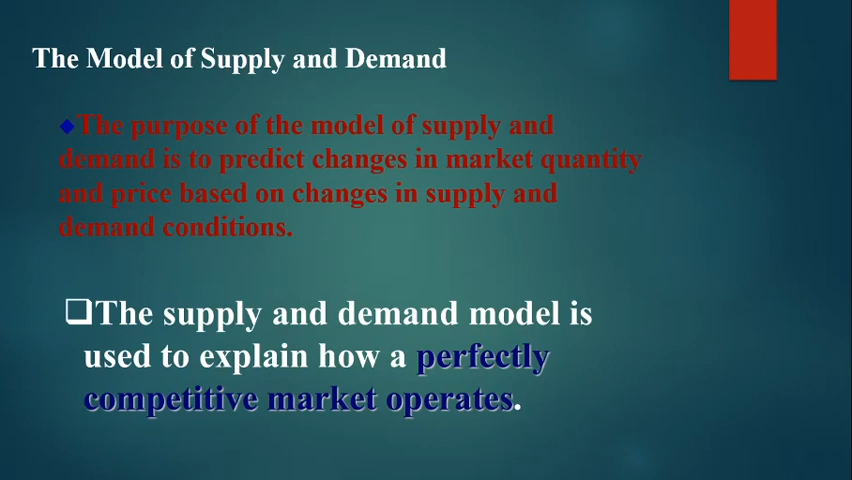 The Model of Supply and Demand
The purpose of the model of supply and
demand is to predict changes in market quantity
and price based on changes in supply and
demand conditions.
The supply and demand model is
used to explain how a perfectly
competitive market operates.